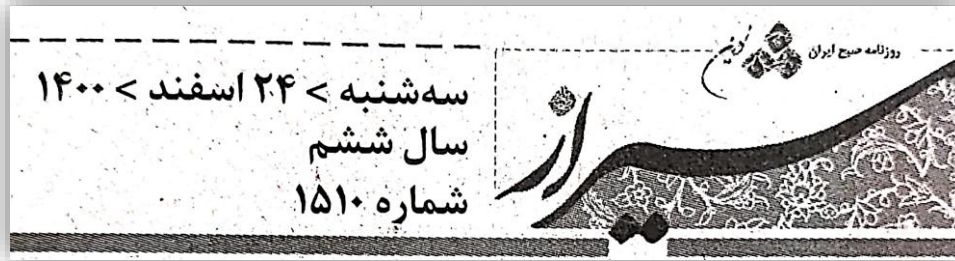 روزنامه صبح ایران
شیراز نوین
سه‌شنبه > ۲۴ اسفند > ۱۴۰۰
سال ششم
شماره ۱۵۱۰